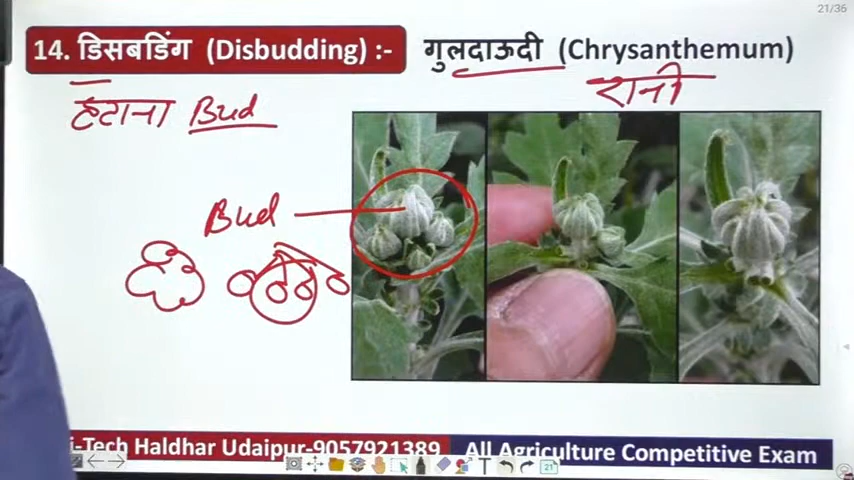 21/36
14. डिसबडिंग (Disbudding) :- गुलदाऊदी (Chrysanthemum)
रानी
हटाना Bud
Bud
i-Tech Haldhar Udaipur-9057921389 All Agriculture Competitive Exam
T
21